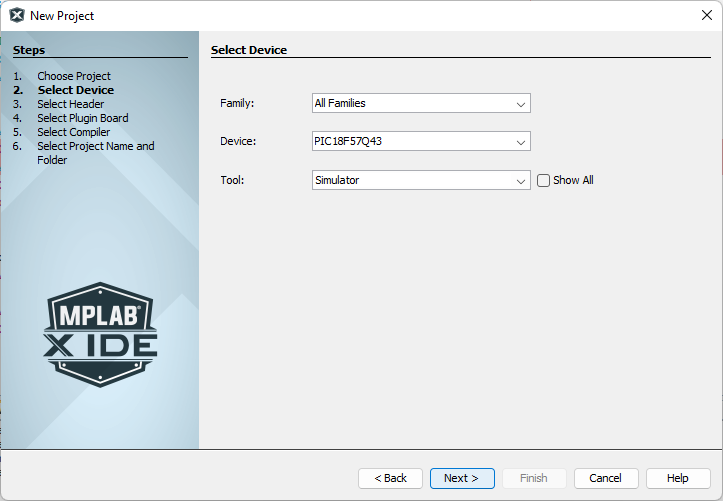 New Project
Steps
1. Choose Project
2. Select Device
3. Select Header
4. Select Plugin Board
5. Select Compiler
6. Select Project Name and
Folder
MPLAB®
X IDE
Select Device
Family: All Families
Device: PIC18F57Q43
Tool: Simulator Show All
< Back Next > Finish Cancel Help